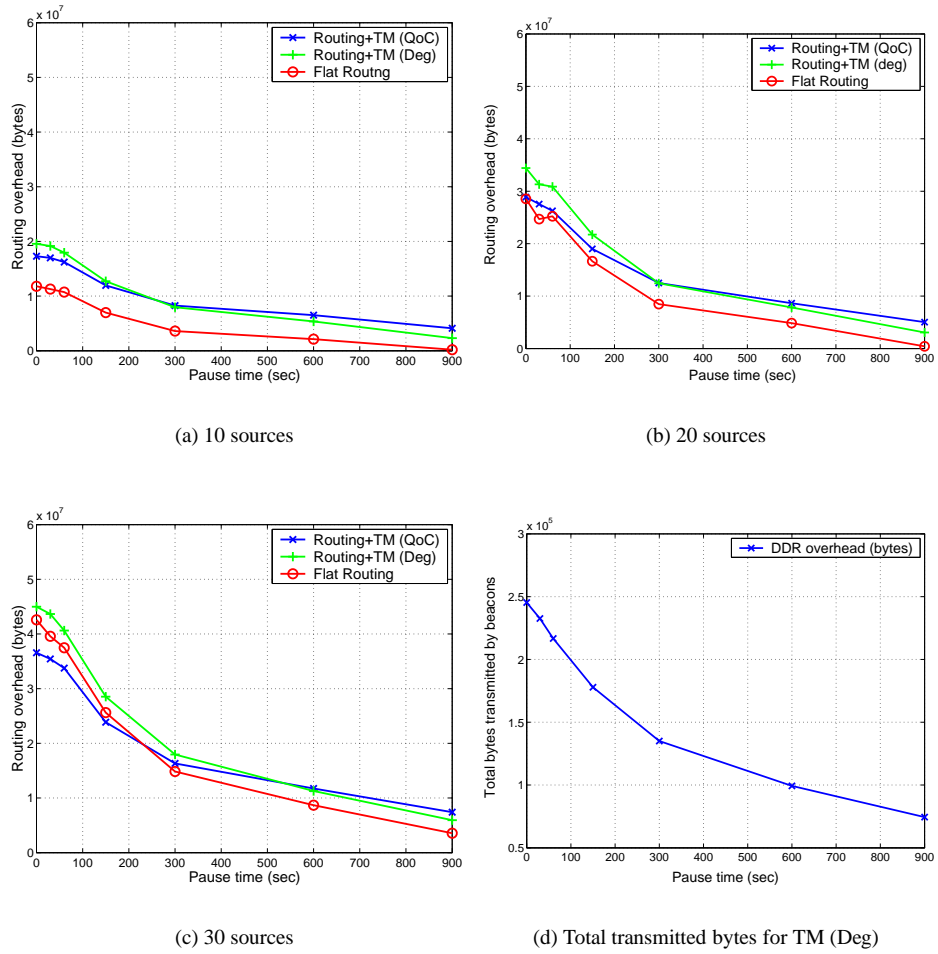 6 x 10^7
Routing+TM (QoC)
Routing+TM (Deg)
Flat Routng
5
4
3
2
1
0
Routing overhead (bytes)
0 100 200 300 400 500 600 700 800 900
Pause time (sec)
(a) 10 sources
6 x 10^7
Routing+TM (QoC)
Routing+TM (deg)
Flat Routing
5
4
3
2
1
0
Routing overhead (bytes)
0 100 200 300 400 500 600 700 800 900
Pause time (sec)
(b) 20 sources
6 x 10^7
Routing+TM (QoC)
Routing+TM (Deg)
Flat Routing
5
4
3
2
1
0
Routing overhead (bytes)
0 100 200 300 400 500 600 700 800 900
Pause time (sec)
(c) 30 sources
3 x 10^5
DDR overhead (bytes)
2.5
2
1.5
1
0.5
Total bytes transmitted by beacons
0 100 200 300 400 500 600 700 800 900
Pause time (sec)
(d) Total transmitted bytes for TM (Deg)